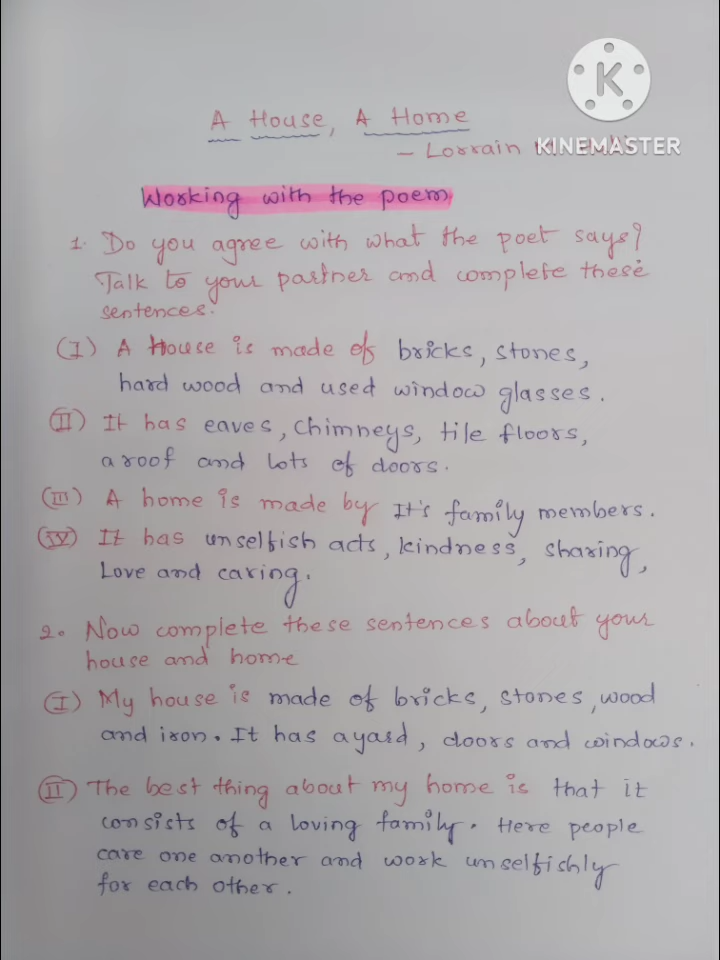 A House, A Home
K
KINEMASTER
- Lorrain
Working with the poem
1. Do you agree with what the poet says?
Talk to your partner and complete these
sentences.
(I) A House is made of bricks, stones,
hard wood and used window glasses.
(II) It has eaves, chimneys, tile floors,
a roof and lots of doors.
(III) A home is made by It's family members.
(IV) It has unselfish acts, kindness, sharing,
Love and caring.
2. Now complete these sentences about your
house and home
(I) My house is made of bricks, stones, wood
and iron. It has a yard, doors and windows.
(II) The best thing about my home is that it
consists of a loving family. Here people
care one another and work unselfishly
for each other.